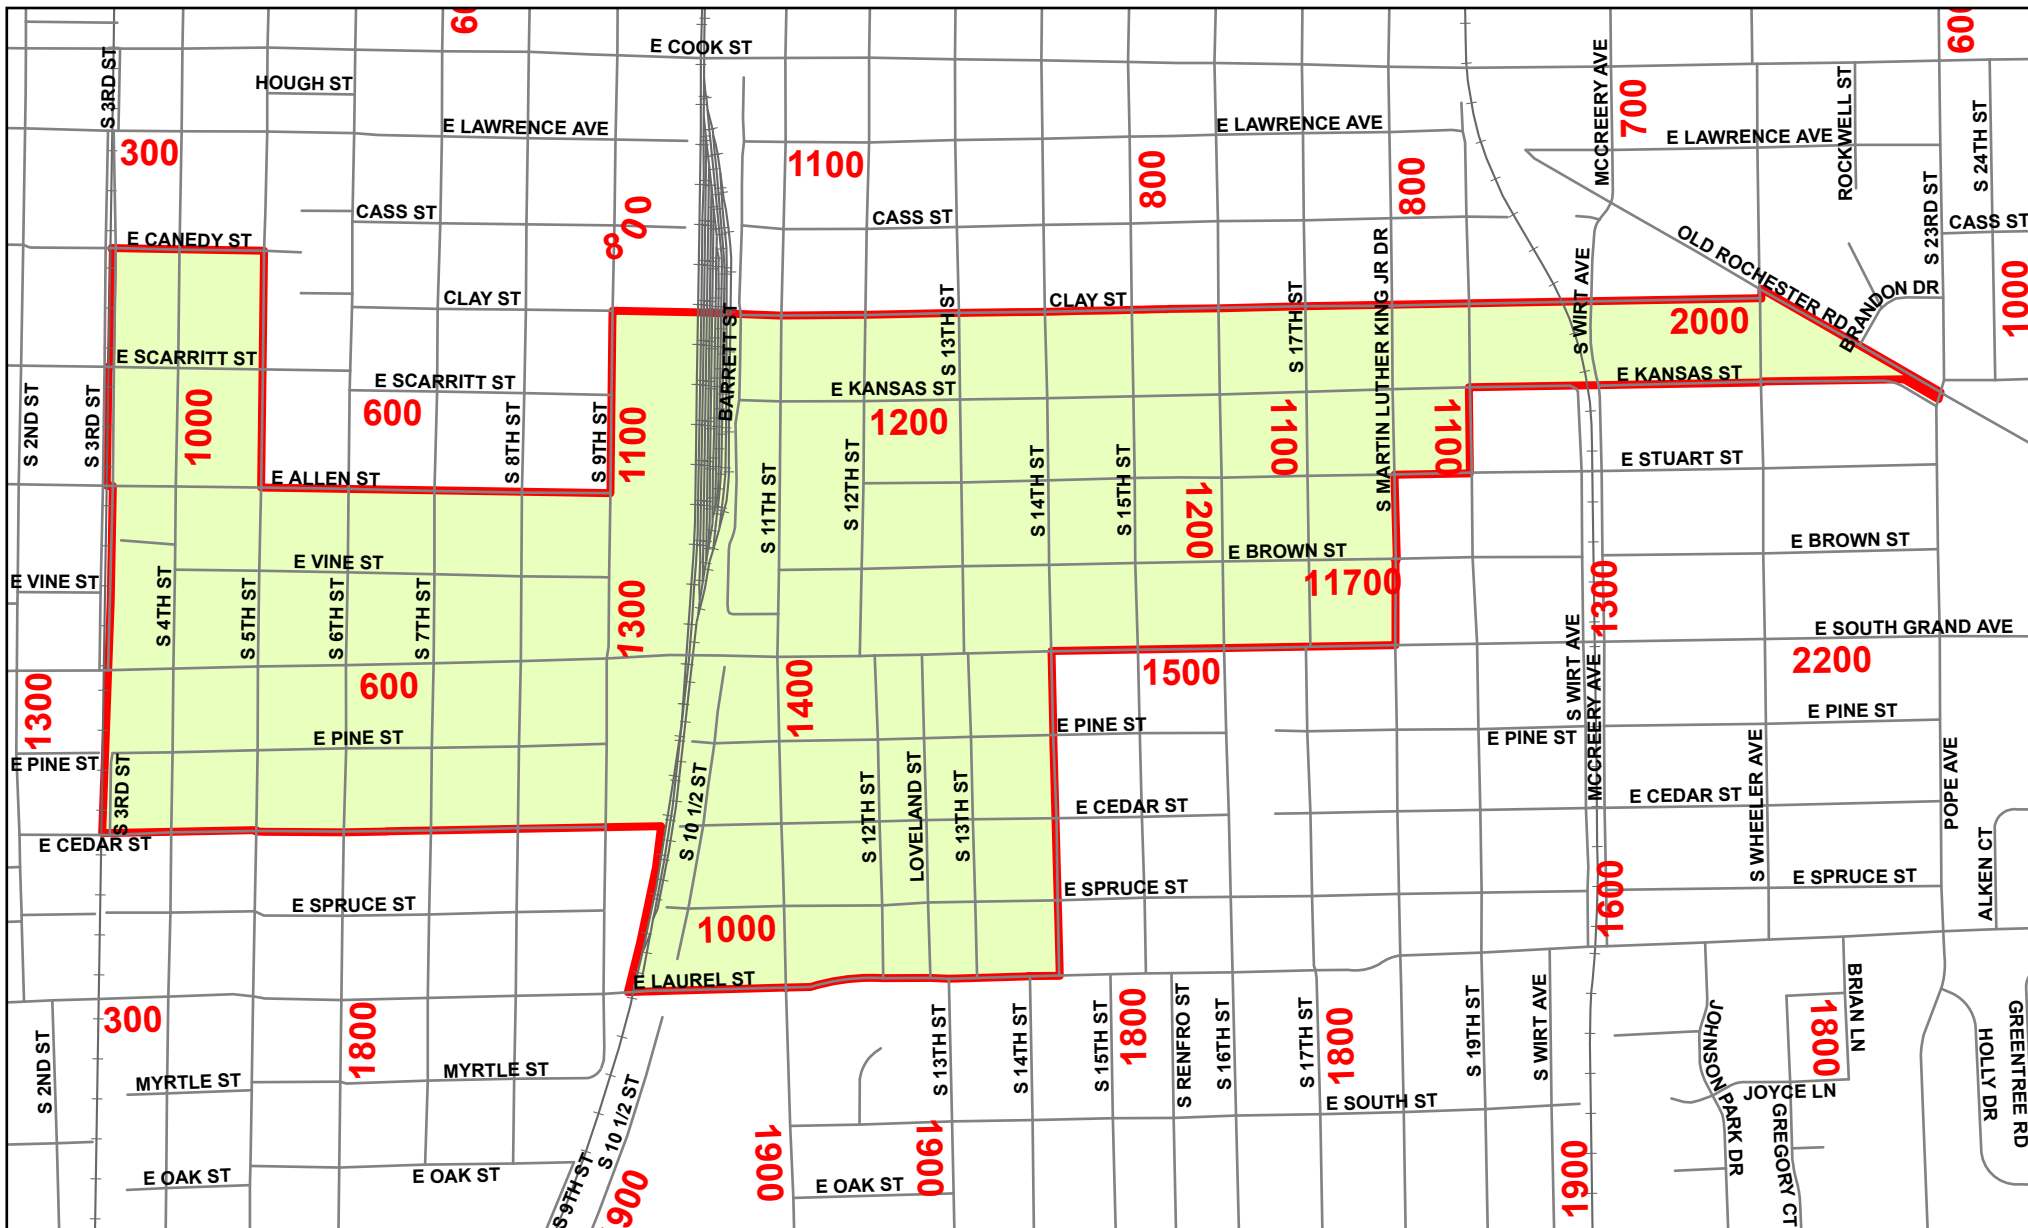 600
600
E COOK ST
S 3RD ST
HOUGH ST
MCCREERY AVE
700
ROCKWELL ST
S 24TH ST
E LAWRENCE AVE
E LAWRENCE AVE
E LAWRENCE AVE
300
1100
800
800
CASS ST
CASS ST
CASS ST
800
E CANEDY ST
S 23RD ST
OLD ROCHESTER RD
S MARTIN LUTHER KING JR DR
S WIRT AVE
BRANDON DR
1000
CLAY ST
CLAY ST
S 13TH ST
S 17TH ST
2000
BARRETT ST
E SCARRITT ST
E SCARRITT ST
E KANSAS ST
E KANSAS ST
S 2ND ST
S 3RD ST
1000
600
S 8TH ST
S 9TH ST
1100
1200
1100
1100
E ALLEN ST
S 11TH ST
S 12TH ST
S 14TH ST
S 15TH ST
1200
E STUART ST
E BROWN ST
E BROWN ST
E VINE ST
E VINE ST
11700
1300
1300
S 4TH ST
S 5TH ST
S 6TH ST
S 7TH ST
E SOUTH GRAND AVE
1300
600
1400
1500
2200
S WIRT AVE
MCCREERY AVE
E PINE ST
E PINE ST
E PINE ST
E PINE ST
E PINE ST
S 3RD ST
S 10 1/2 ST
S 12TH ST
LOVELAND ST
S 13TH ST
E CEDAR ST
E CEDAR ST
E CEDAR ST
S WHEELER AVE
POPE AVE
ALKEN CT
E SPRUCE ST
E SPRUCE ST
E SPRUCE ST
1600
1000
E LAUREL ST
300
1800
S 2ND ST
S 13TH ST
S 14TH ST
S 15TH ST
1800
S RENFRO ST
S 16TH ST
S 17TH ST
1800
S 19TH ST
S WIRT AVE
JOHNSON PARK DR
BRIAN LN
1800
HOLLY DR
GREENTREE RD
MYRTLE ST
MYRTLE ST
E SOUTH ST
JOYCE LN
GREGORY CT
S 10 1/2 ST
S 9TH ST
1900
1900
1900
E OAK ST
E OAK ST
E OAK ST
900